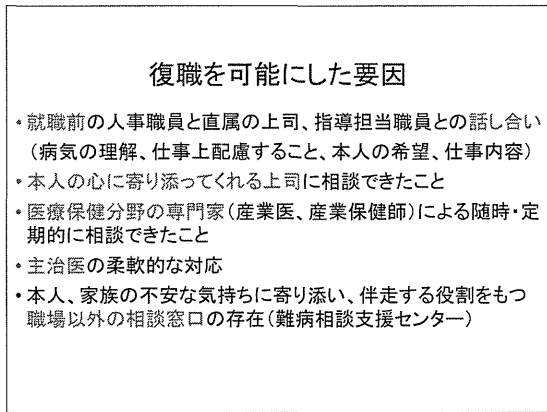 復職を可能にした要因
・就職前の人事職員と直属の上司、指導担当職員との話し合い
（病気の理解、仕事上配慮すること、本人の希望、仕事内容）
・本人の心に寄り添ってくれる上司に相談できたこと
・医療保健分野の専門家（産業医、産業保健師）による随時・定
期的に相談できたこと
・主治医の柔軟的な対応
・本人、家族の不安な気持ちに寄り添い、伴走する役割をもつ
職場以外の相談窓口の存在（難病相談支援センター）